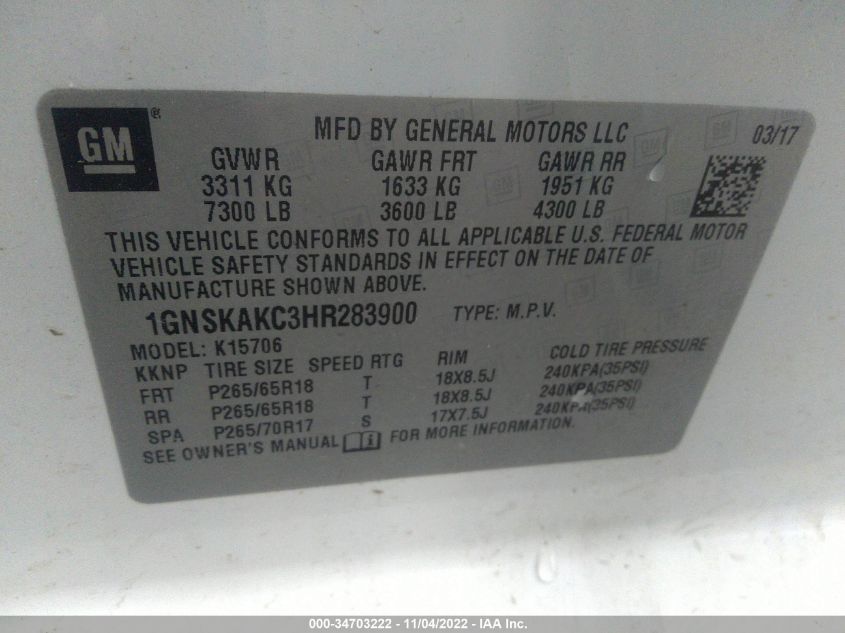 GM ®
MFD BY GENERAL MOTORS LLC 03/17
GVWR GAWR FRT GAWR RR
3311 KG 1633 KG 1951 KG
7300 LB 3600 LB 4300 LB
THIS VEHICLE CONFORMS TO ALL APPLICABLE U.S. FEDERAL MOTOR
VEHICLE SAFETY STANDARDS IN EFFECT ON THE DATE OF
MANUFACTURE SHOWN ABOVE.
1GNSKAKC3HR283900 TYPE: M.P.V.
MODEL: K15706
KKNP TIRE SIZE SPEED RTG RIM COLD TIRE PRESSURE
FRT P265/65R18 T 18X8.5J 240KPA(35PSI)
RR P265/65R18 T 18X8.5J 240KPA(35PSI)
SPA P265/70R17 S 17X7.5J 240KPA(35PSI)
SEE OWNER'S MANUAL FOR MORE INFORMATION.
000-34703222 - 11/04/2022 - IAA Inc.